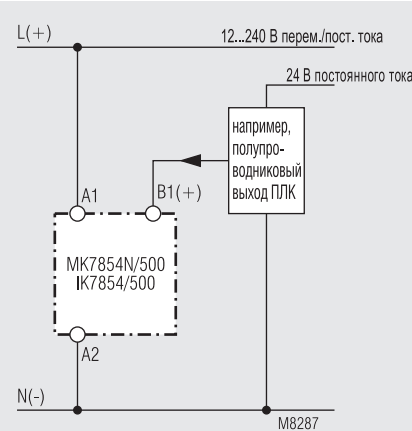 L(+)
12...240 В перем./пост. тока
24 В постоянного тока
например,
полупро-
водниковый
выход ПЛК
A1
B1(+)
MK7854N/500
IK7854/500
A2
N(-)
M8287